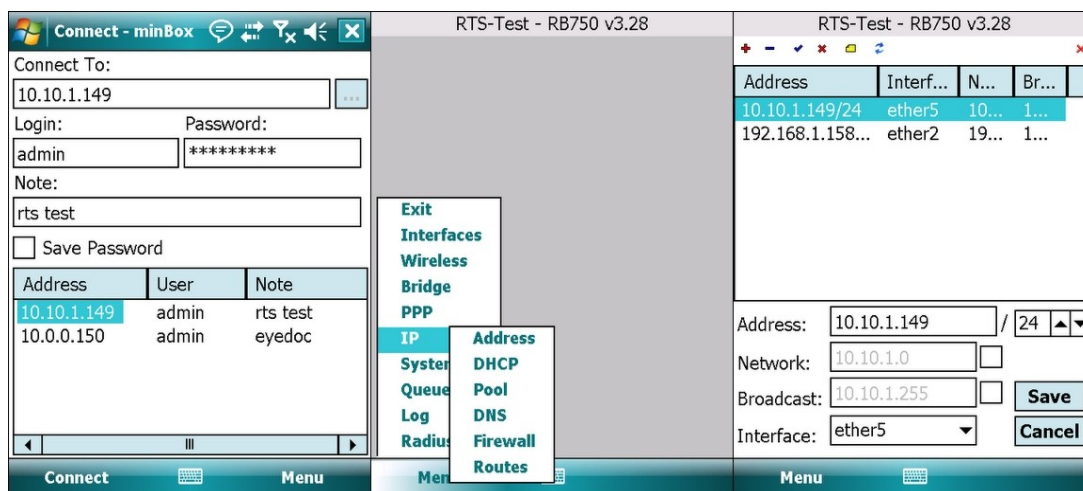 Connect - minBox
Connect To:
10.10.1.149
...
Login: Password:
admin *********
Note:
rts test
Save Password
Address User Note
10.10.1.149 admin rts test
10.0.0.150 admin eyedoc
Connect Menu
RTS-Test - RB750 v3.28
Exit
Interfaces
Wireless
Bridge
PPP
IP
Queue
Log
Address
DHCP
Pool
DNS
Firewall
Routes
RTS-Test - RB750 v3.28
Address Interf... N... Br...
10.10.1.149/24 ether5 10... 1...
192.168.1.158... ether2 19... 1...
Address: 10.10.1.149 / 24
Network: 10.10.1.0
Broadcast: 10.10.1.255 Save
Interface: ether5 Cancel
Menu